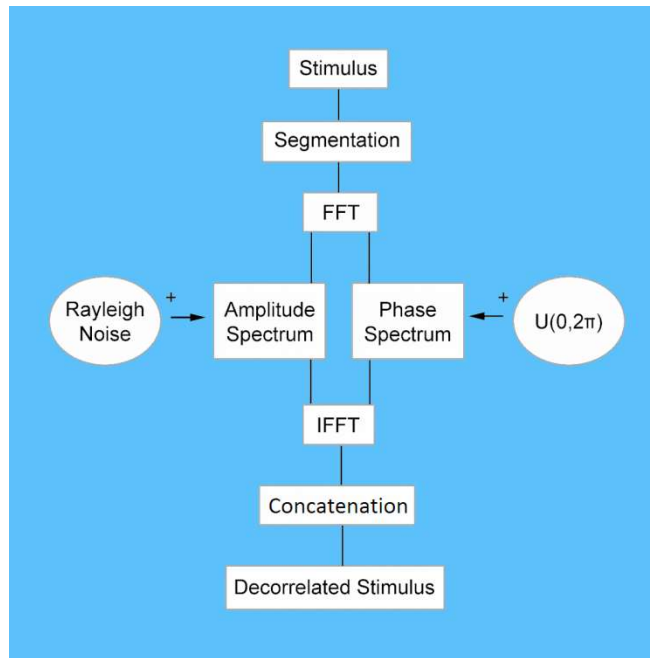 Stimulus
Segmentation
FFT
+
+
Rayleigh
Noise
Amplitude
Spectrum
Phase
Spectrum
U(0,2π)
IFFT
Concatenation
Decorrelated Stimulus